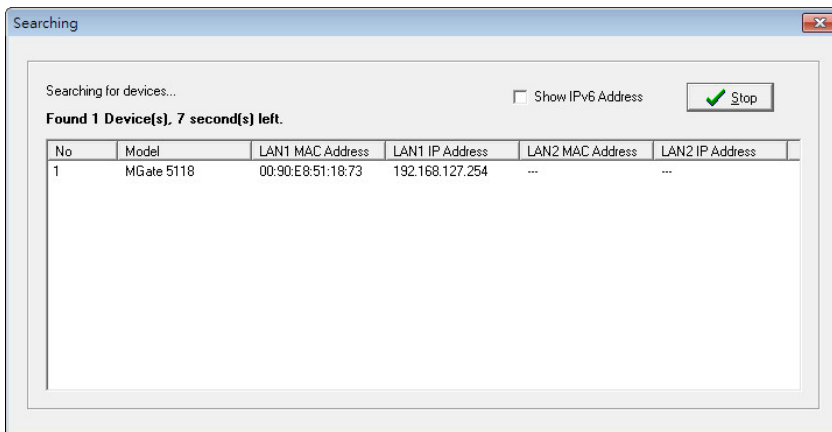 Searching
Searching for devices...
Show IPv6 Address
Stop
Found 1 Device(s), 7 second(s) left.
No Model LAN1 MAC Address LAN1 IP Address LAN2 MAC Address LAN2 IP Address
1 MGate 5118 00:90:E8:51:18:73 192.168.127.254 --- ---